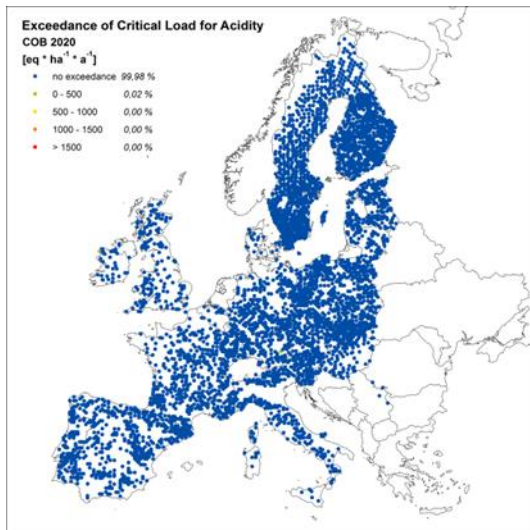 Exceedance of Critical Load for Acidity
COB 2020
[eq * ha⁻¹ * a⁻¹]
no exceedance 99,98 %
0 - 500 0,02 %
500 - 1000 0,00 %
1000 - 1500 0,00 %
> 1500 0,00 %